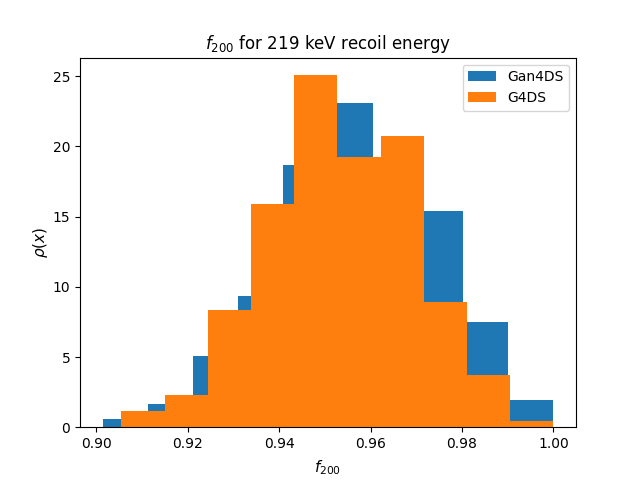 f₂₀₀ for 219 keV recoil energy
Gan4DS
G4DS
ρ(x)
25
20
15
10
5
0
0.90 0.92 0.94 0.96 0.98 1.00
f₂₀₀